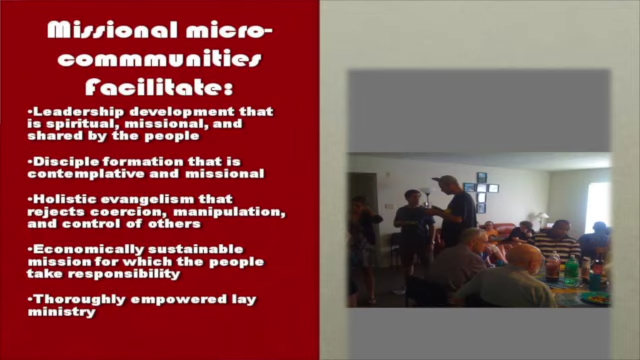 Missional micro-
commmunities
Facilitate:
•Leadership development that
is spiritual, missional, and
shared by the people
•Disciple formation that is
contemplative and missional
•Holistic evangelism that
rejects coercion, manipulation,
and control of others
•Economically sustainable
mission for which the people
take responsibility
•Thoroughly empowered lay
ministry